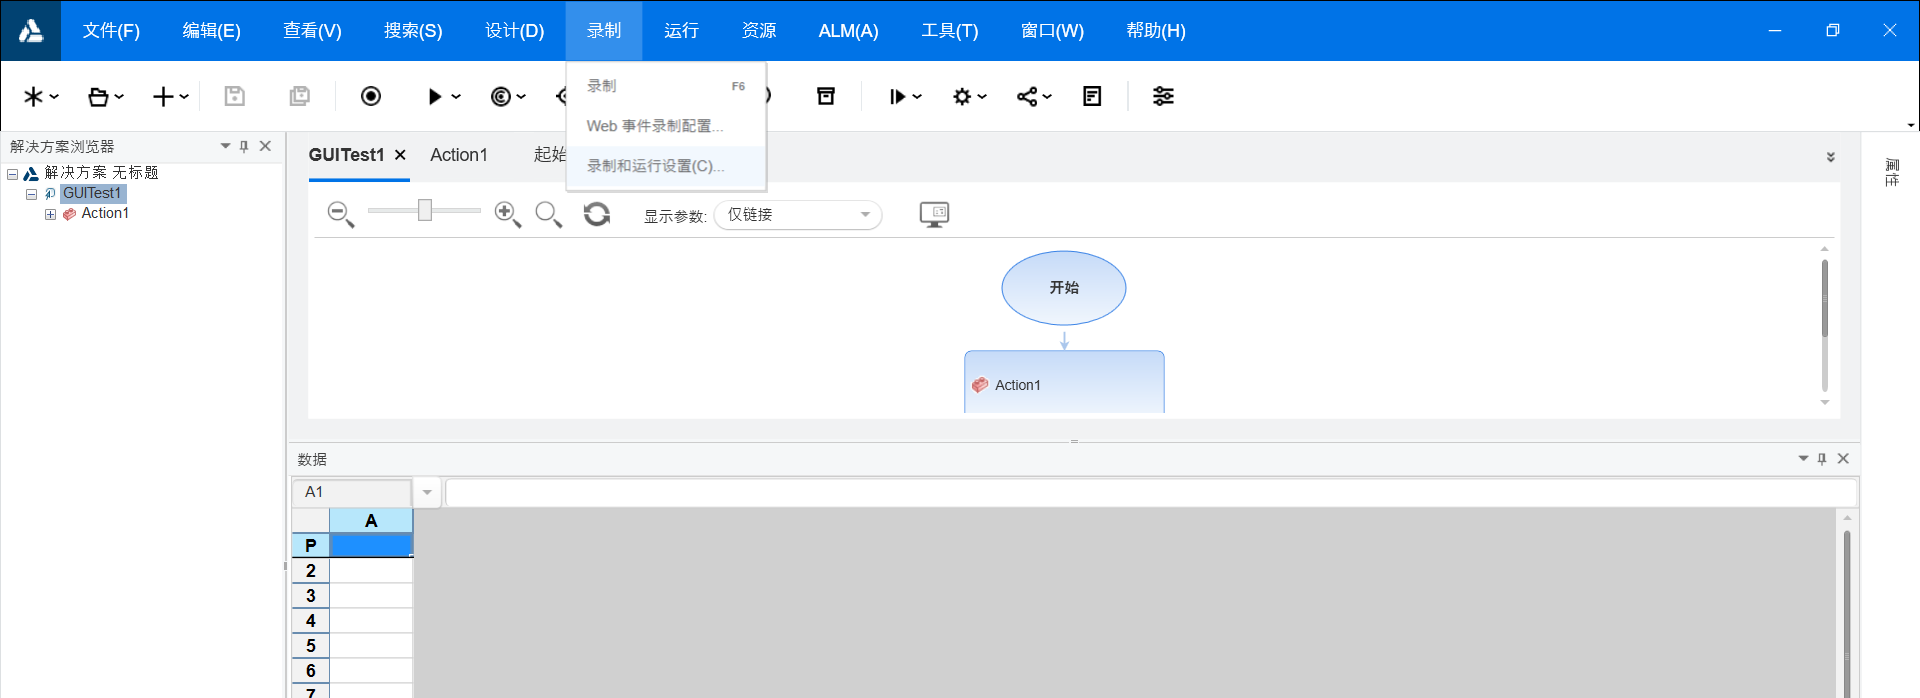 文件(F) 编辑(E) 查看(V) 搜索(S) 设计(D) 录制 运行 资源 ALM(A) 工具(T) 窗口(W) 帮助(H)
录制 F6
Web 事件录制配置...
录制和运行设置(C)...
解决方案浏览器
解决方案 无标题
GUITest1
Action1
GUITest1 Action1 起始
显示参数: 仅链接
开始
Action1
属性
数据
A1
A
P
2
3
4
5
6
7